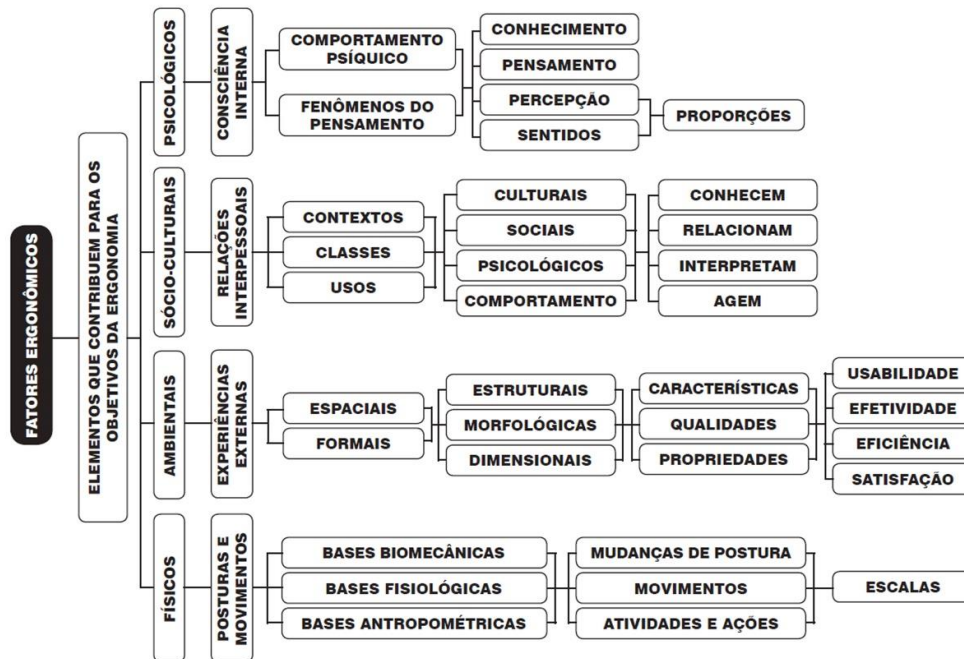 FATORES ERGONÔMICOS
ELEMENTOS QUE CONTRIBUEM PARA OS
OBJETIVOS DA ERGONOMIA
PSICOLÓGICOS
CONSCIÊNCIA
INTERNA
COMPORTAMENTO
PSÍQUICO
FENÔMENOS DO
PENSAMENTO
CONHECIMENTO
PENSAMENTO
PERCEPÇÃO
SENTIDOS
PROPORÇÕES
SÓCIO-CULTURAIS
RELAÇÕES
INTERPESSOAIS
CONTEXTOS
CLASSES
USOS
CULTURAIS
SOCIAIS
PSICOLÓGICOS
COMPORTAMENTO
CONHECEM
RELACIONAM
INTERPRETAM
AGEM
AMBIENTAIS
EXPERIÊNCIAS
EXTERNAS
ESPACIAIS
FORMAIS
ESTRUTURAIS
MORFOLÓGICAS
DIMENSIONAIS
CARACTERÍSTICAS
QUALIDADES
PROPRIEDADES
USABILIDADE
EFETIVIDADE
EFICIÊNCIA
SATISFAÇÃO
FÍSICOS
POSTURAS E
MOVIMENTOS
BASES BIOMECÂNICAS
BASES FISIOLÓGICAS
BASES ANTROPOMÉTRICAS
MUDANÇAS DE POSTURA
MOVIMENTOS
ATIVIDADES E AÇÕES
ESCALAS